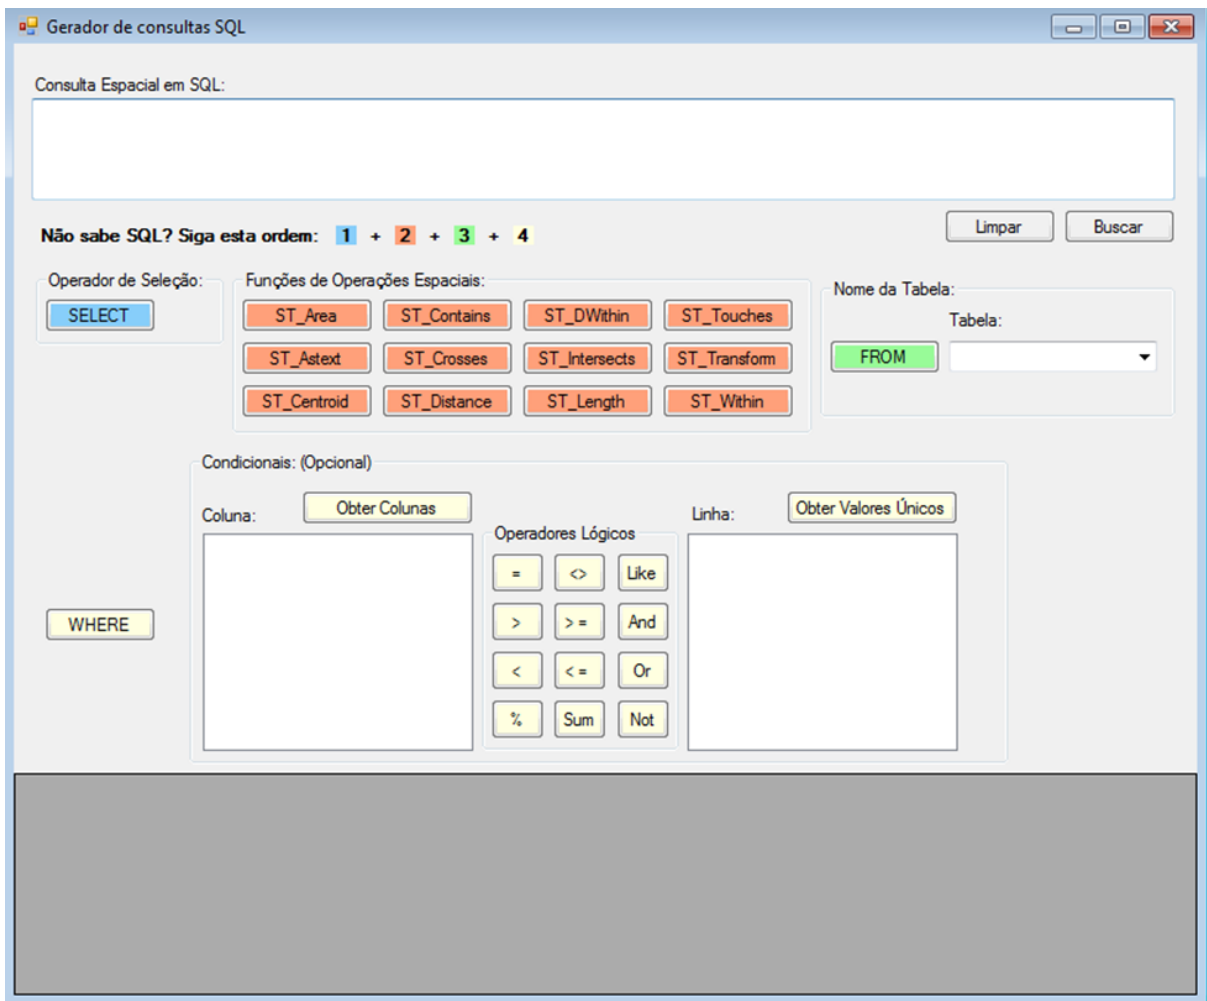 Gerador de consultas SQL
Consulta Espacial em SQL:
Limpar Buscar
Não sabe SQL? Siga esta ordem: 1 + 2 + 3 + 4
Operador de Seleção: Funções de Operações Espaciais: Nome da Tabela:
SELECT ST_Area ST_Contains ST_DWithin ST_Touches Tabela:
ST_Astext ST_Crosses ST_Intersects ST_Transform FROM
ST_Centroid ST_Distance ST_Length ST_Within
Condicionais: (Opcional)
Coluna: Obter Colunas Linha: Obter Valores Únicos
Operadores Lógicos
= <> Like
> > = And
WHERE
< < = Or
% Sum Not